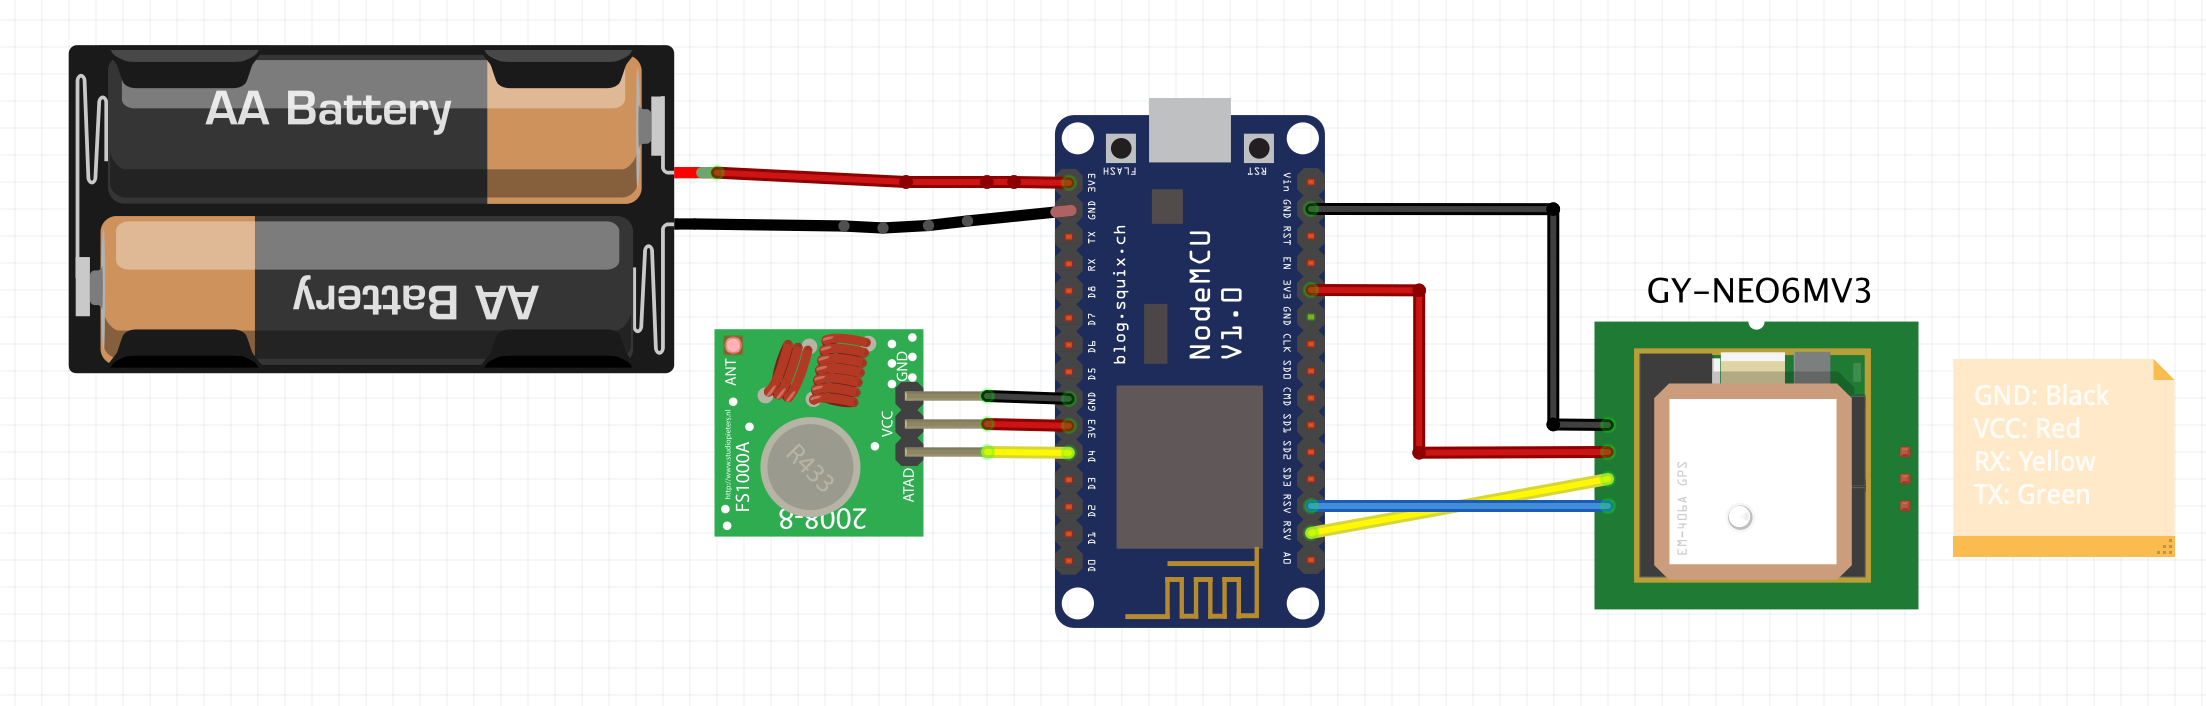 AA Battery
AA Battery
ANT
GND
VCC
ATAD
http://www.studiopieters.nl
FS1000A
R433
2008-8
FLASH
RST
3V3
GND
TX
RX
D8
D7
D6
D5
GND
3V3
D4
D3
D2
D1
D0
blog.squix.ch
NodeMCU
V1.0
Vin
GND
RST
EN
3V3
GND
CLK
SD0
CMD
SD1
SD2
SD3
RSV
RSV
A0
GY-NEO6MV3
EM-406A GPS
GND: Black
VCC: Red
RX: Yellow
TX: Green